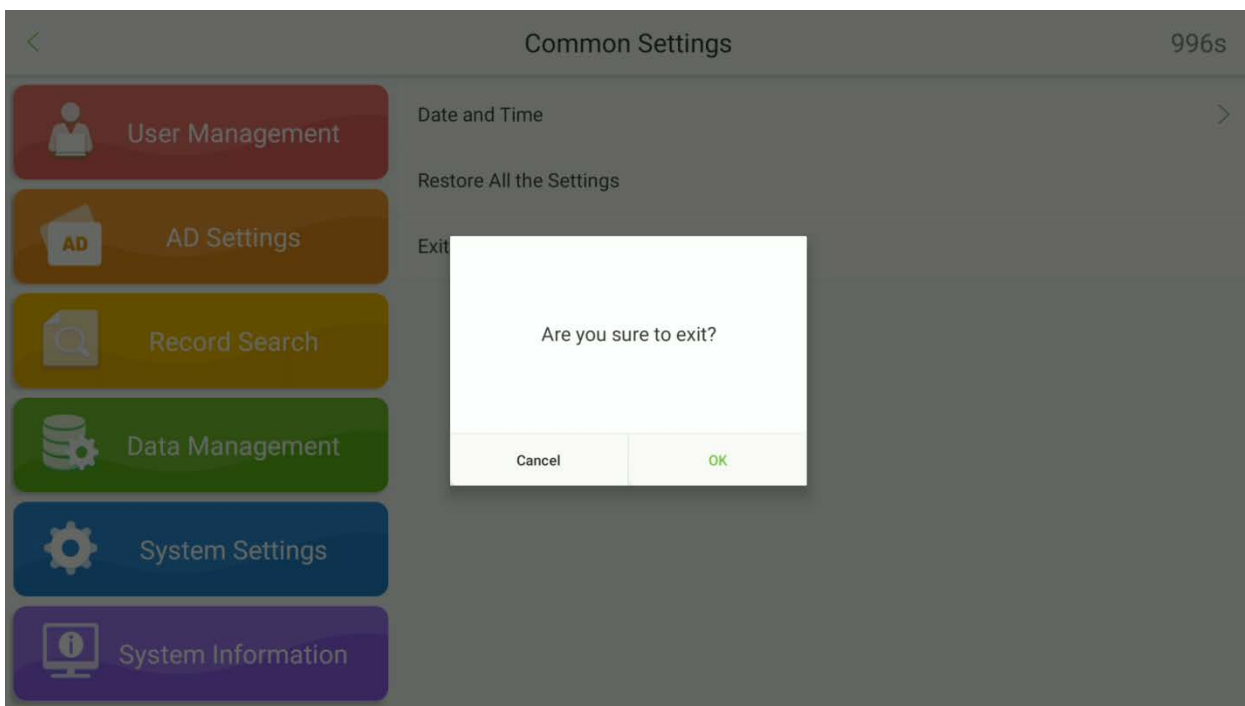 Common Settings
996s
User Management
Date and Time
Restore All the Settings
AD
AD Settings
Exit
Are you sure to exit?
Record Search
Data Management
Cancel
OK
System Settings
System Information